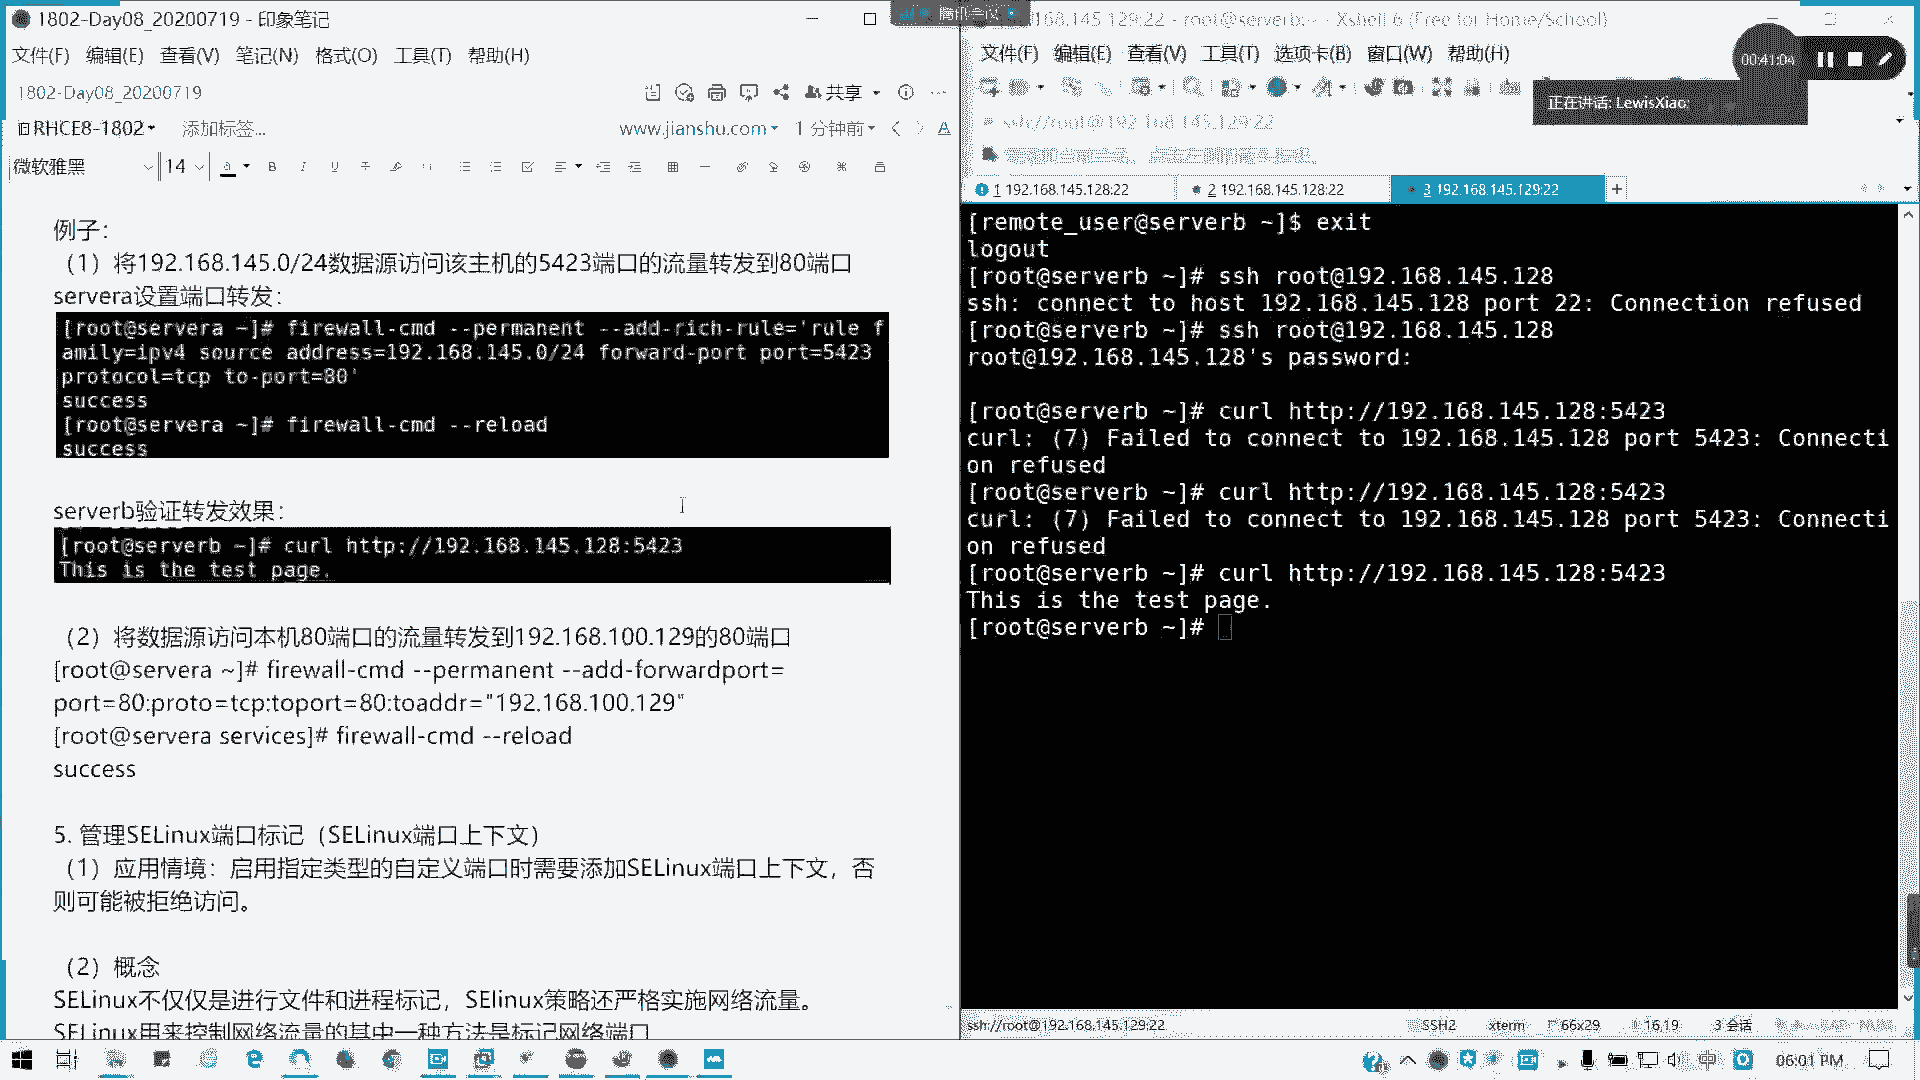 1802-Day08_20200719 - 印象笔记
文件(F) 编辑(E) 查看(V) 笔记(N) 格式(O) 工具(T) 帮助(H)
1802-Day08_20200719
共享
RHCE8-1802
添加标签...
www.jianshu.com
1 分钟前
微软雅黑
14
例子：
（1）将192.168.145.0/24数据源访问该主机的5423端口的流量转发到80端口
servera设置端口转发：
[root@servera ~]# firewall-cmd --permanent --add-rich-rule='rule f
amily=ipv4 source address=192.168.145.0/24 forward-port port=5423
protocol=tcp to-port=80'
success
[root@servera ~]# firewall-cmd --reload
success
serverb验证转发效果：
[root@serverb ~]# curl http://192.168.145.128:5423
This is the test page.
（2）将数据源访问本机80端口的流量转发到192.168.100.129的80端口
[root@servera ~]# firewall-cmd --permanent --add-forwardport=
port=80:proto=tcp:toport=80:toaddr="192.168.100.129"
[root@servera services]# firewall-cmd --reload
success
5. 管理SELinux端口标记（SELinux端口上下文）
（1）应用情境：启用指定类型的自定义端口时需要添加SELinux端口上下文，否
则可能被拒绝访问。
（2）概念
SELinux不仅仅是进行文件和进程标记，SElinux策略还严格实施网络流量。
SELinux用来控制网络流量的其中一种方法是标记网络端口
腾讯会议
168.145.129:22 - root@serverb:~ - Xshell 6 (Free for Home/School)
文件(F) 编辑(E) 查看(V) 工具(T) 选项卡(B) 窗口(W) 帮助(H)
00:41:04
正在讲话: LewisXiao;
ssh://root@192.168.145.129:22
1 192.168.145.128:22
2 192.168.145.128:22
3 192.168.145.129:22
[remote_user@serverb ~]$ exit
logout
[root@serverb ~]# ssh root@192.168.145.128
ssh: connect to host 192.168.145.128 port 22: Connection refused
[root@serverb ~]# ssh root@192.168.145.128
root@192.168.145.128's password:
[root@serverb ~]# curl http://192.168.145.128:5423
curl: (7) Failed to connect to 192.168.145.128 port 5423: Connecti
on refused
[root@serverb ~]# curl http://192.168.145.128:5423
curl: (7) Failed to connect to 192.168.145.128 port 5423: Connecti
on refused
[root@serverb ~]# curl http://192.168.145.128:5423
This is the test page.
[root@serverb ~]#
ssh://root@192.168.145.129:22
SSH2
xterm
66x29
16,19
3 会话
中
06:01 PM